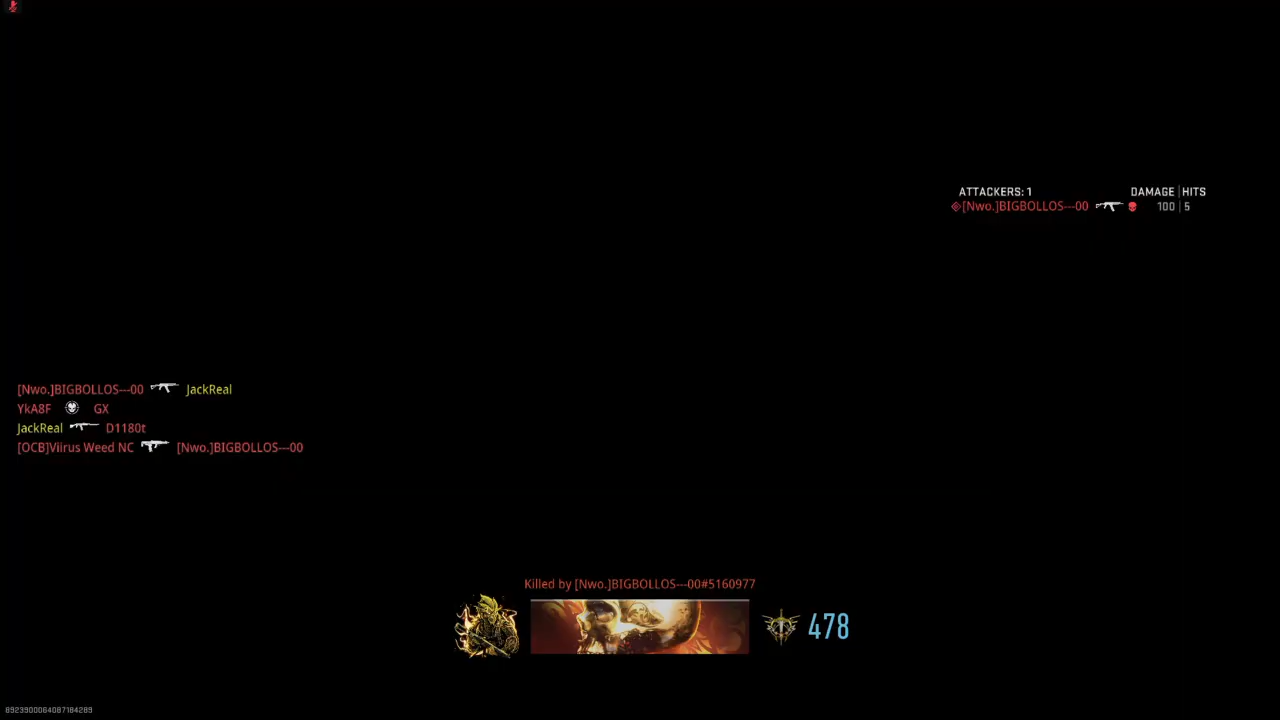 ATTACKERS: 1 DAMAGE | HITS
[Nwo.]BIGBOLLOS---00 100 | 5
[Nwo.]BIGBOLLOS---00 JackReal
YkA8F GX
JackReal D1180t
[OCB]Viirus Weed NC [Nwo.]BIGBOLLOS---00
Killed by [Nwo.]BIGBOLLOS---00#5160977
478
8923900064087184289